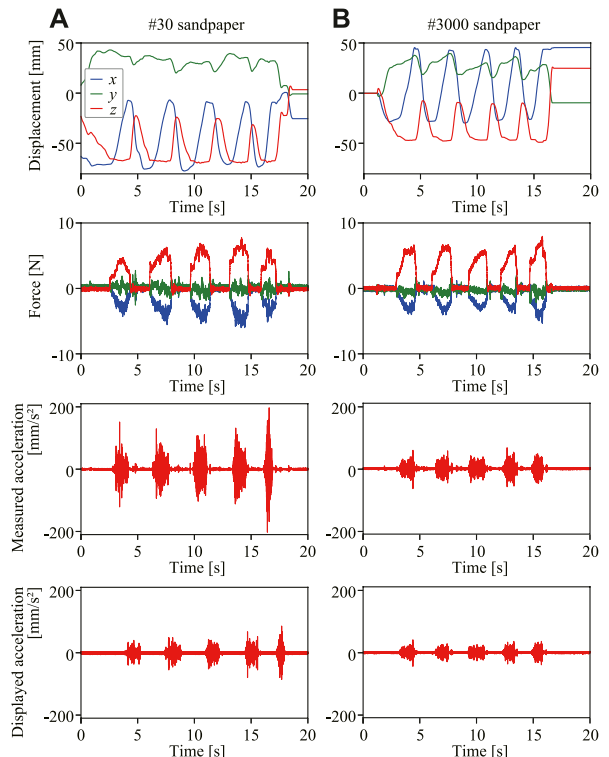 A #30 sandpaper
B #3000 sandpaper
Displacement [mm]
50
0
-50
x
y
z
0 5 10 15 20
Time [s]
50
0
-50
0 5 10 15 20
Time [s]
Force [N]
10
0
-10
0 5 10 15 20
Time [s]
10
0
-10
0 5 10 15 20
Time [s]
Measured acceleration
[mm/s²]
200
0
-200
0 5 10 15 20
Time [s]
200
0
-200
0 5 10 15 20
Time [s]
Displayed acceleration
[mm/s²]
200
0
-200
0 5 10 15 20
Time [s]
200
0
-200
0 5 10 15 20
Time [s]